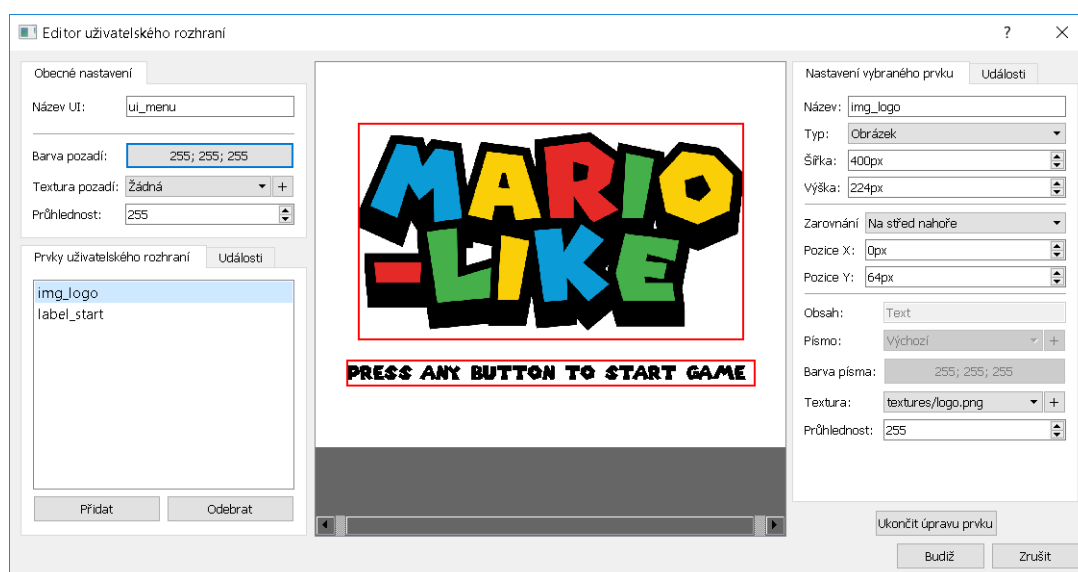 Editor uživatelského rozhraní
?
Obecné nastavení
Název UI: ui_menu
Barva pozadí: 255; 255; 255
Textura pozadí: Žádná +
Průhlednost: 255
Prvky uživatelského rozhraní Události
img_logo
label_start
Přidat Odebrat
MARIO
-LIKE
PRESS ANY BUTTON TO START GAME
Nastavení vybraného prvku Události
Název: img_logo
Typ: Obrázek
Šířka: 400px
Výška: 224px
Zarovnání Na střed nahoře
Pozice X: 0px
Pozice Y: 64px
Obsah: Text
Písmo: Výchozí +
Barva písma: 255; 255; 255
Textura: textures/logo.png +
Průhlednost: 255
Ukončit úpravu prvku
Budiž Zrušit